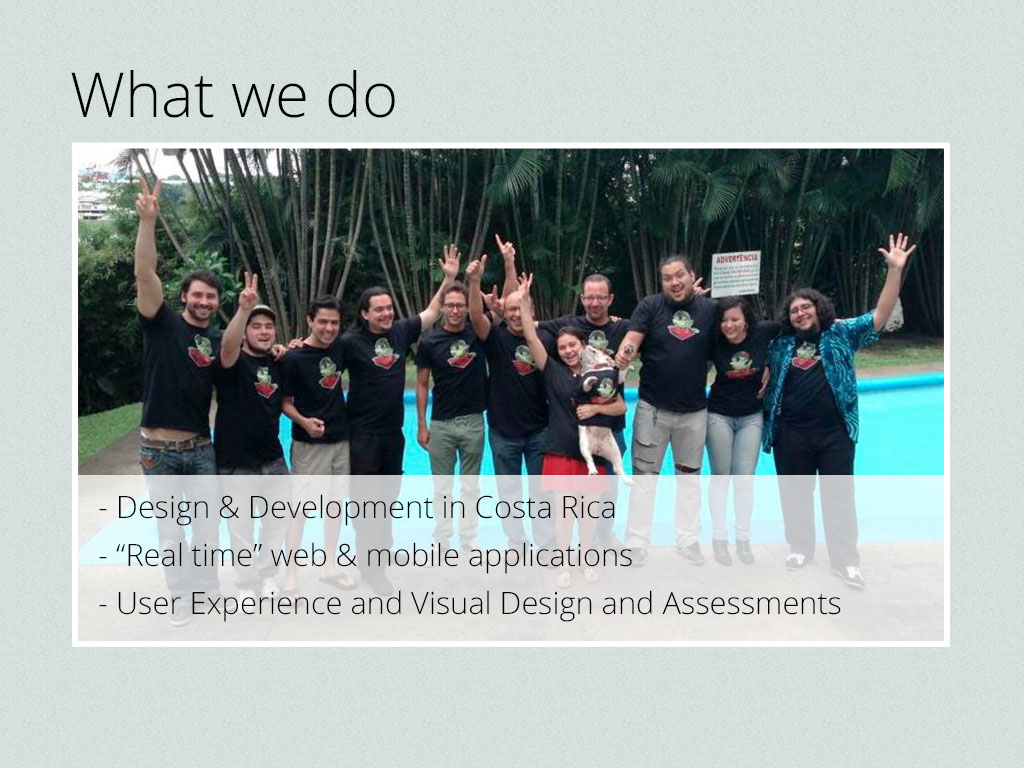 What we do
ADVERTENCIA
- Design & Development in Costa Rica
- “Real time” web & mobile applications
- User Experience and Visual Design and Assessments